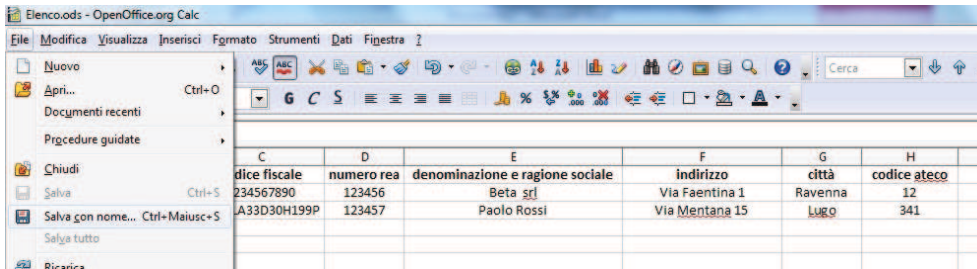 Elenco.ods - OpenOffice.org Calc
File Modifica Visualizza Inserisci Formato Strumenti Dati Finestra ?
Nuovo
Cerca
Apri... Ctrl+O
G C S
Documenti recenti
Procedure guidate
C D E F G H
Chiudi
dice fiscale numero rea denominazione e ragione sociale indirizzo città codice ateco
Salva Ctrl+S
234567890 123456 Beta srl Via Faentina 1 Ravenna 12
Salva con nome... Ctrl+Maiusc+S
A33D30H199P 123457 Paolo Rossi Via Mentana 15 Lugo 341
Salva tutto
Ricarica